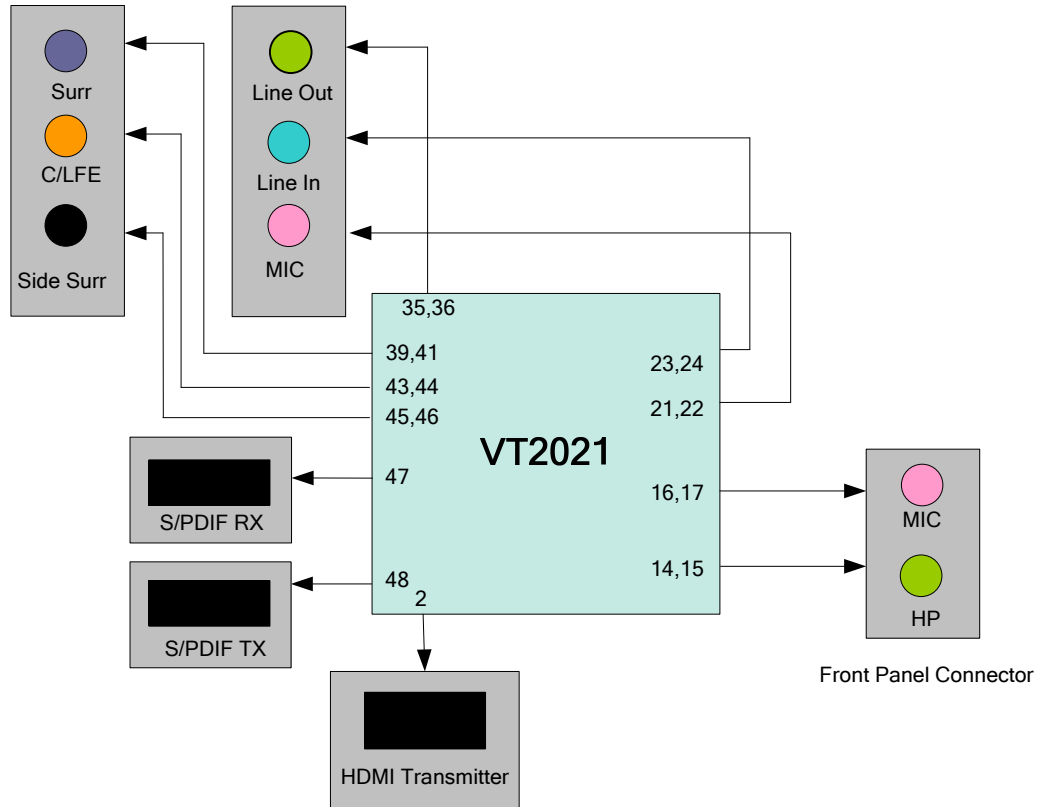 Surr
C/LFE
Side Surr
Line Out
Line In
MIC
35,36
39,41
43,44
45,46
47
48
2
VT2021
23,24
21,22
16,17
14,15
S/PDIF RX
S/PDIF TX
HDMI Transmitter
MIC
HP
Front Panel Connector